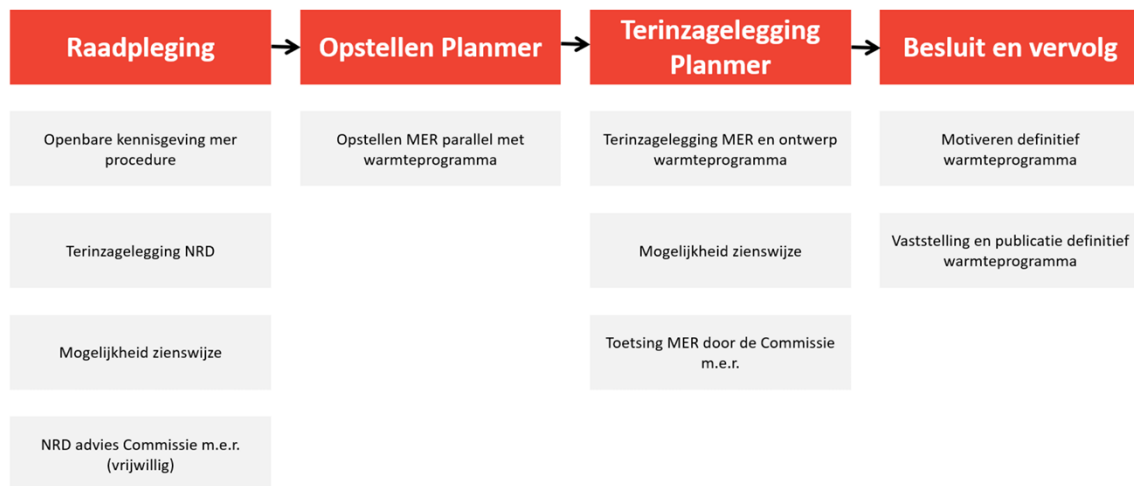 Raadpleging
Opstellen Planmer
Terinzagelegging
Planmer
Besluit en vervolg
Openbare kennisgeving mer
procedure
Terinzagelegging NRD
Mogelijkheid zienswijze
NRD advies Commissie m.e.r.
(vrijwillig)
Opstellen MER parallel met
warmteprogramma
Terinzagelegging MER en ontwerp
warmteprogramma
Mogelijkheid zienswijze
Toetsing MER door de Commissie
m.e.r.
Motiveren definitief
warmteprogramma
Vaststelling en publicatie definitief
warmteprogramma